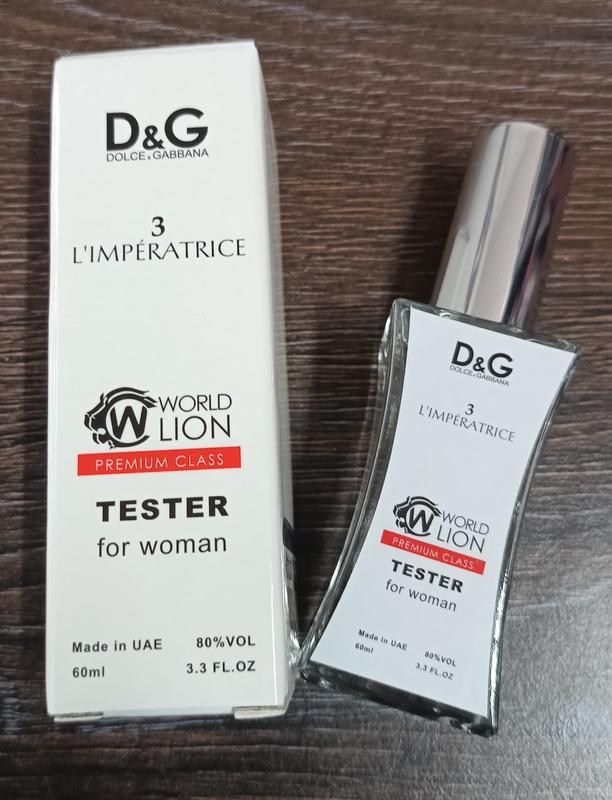 D&G
DOLCE & GABBANA
3
L'IMPÉRATRICE
W WORLD
LION
PREMIUM CLASS
TESTER
for woman
Made in UAE 80%VOL
60ml 3.3 FL.OZ
D&G
DOLCE & GABBANA
3
L'IMPÉRATRICE
W WORLD
LION
PREMIUM CLASS
TESTER
for woman
Made in UAE 80%VOL
60ml 3.3 FL.OZ